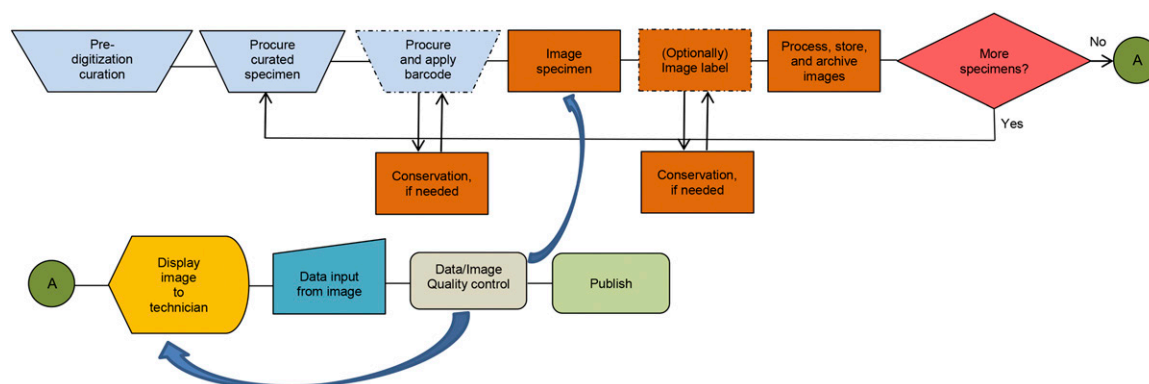 Pre-
digitization
curation
Procure
curated
specimen
Procure
and apply
barcode
Image
specimen
(Optionally)
Image label
Process, store,
and archive
images
More
specimens?
No
A
Yes
Conservation,
if needed
Conservation,
if needed
A
Display
image
to
technician
Data input
from image
Data/Image
Quality control
Publish